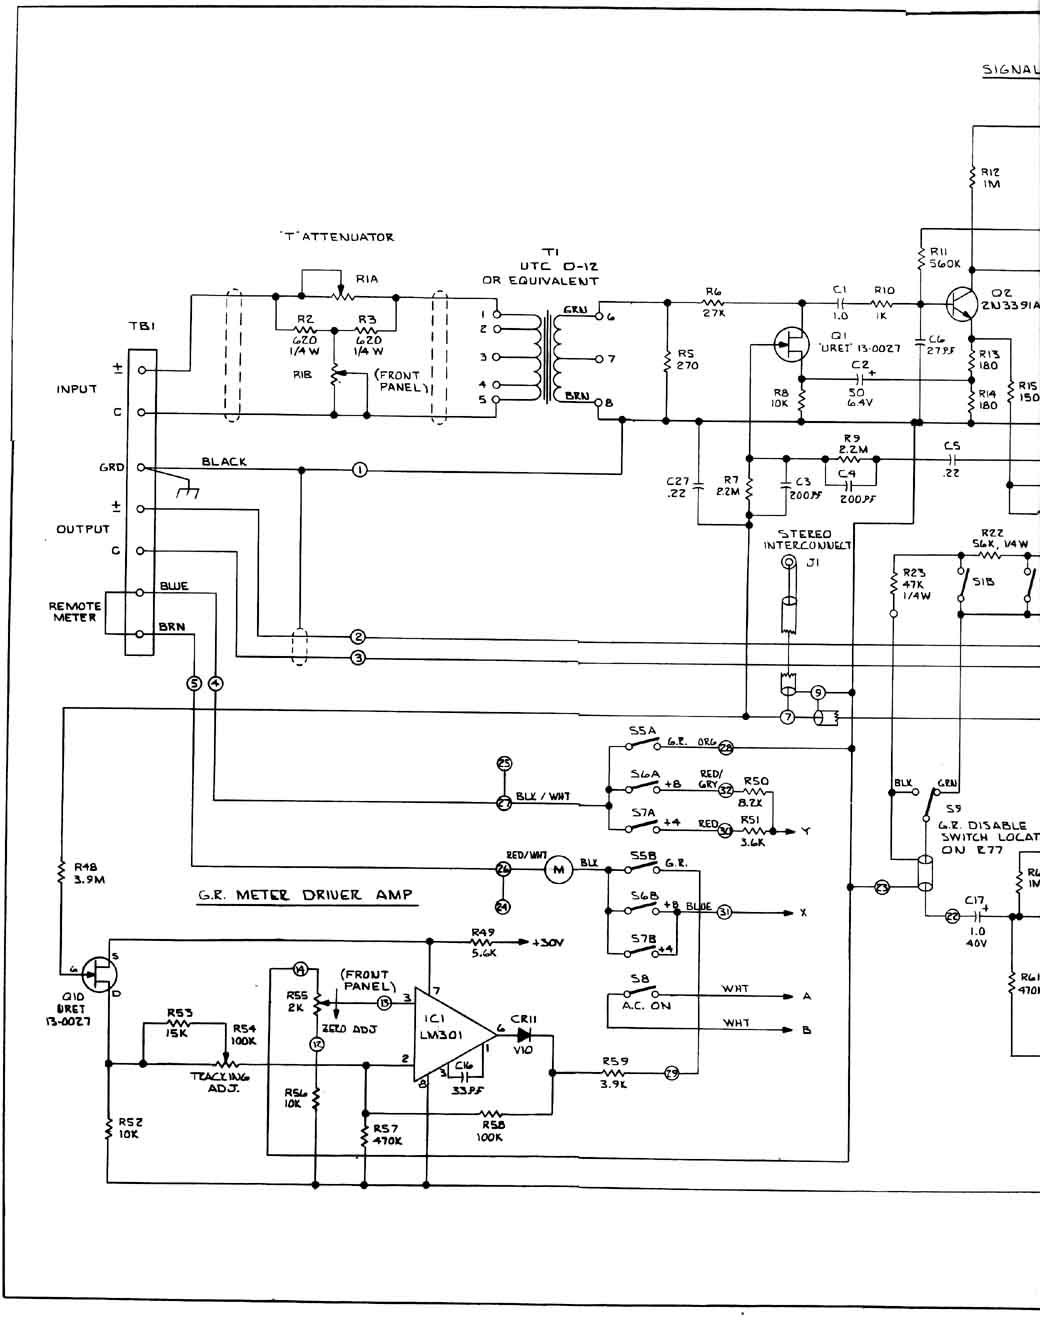 SIGNAL
R12
1M
"T" ATTENUATOR
R1A
T1
UTC O-12
OR EQUIVALENT
R11
560K
Q2
2N3391A
TB1
R2
620
1/4 W
R3
620
1/4 W
R1B
(FRONT
PANEL)
1
2
3
4
5
GRN
6
7
BRN
8
R6
27K
R5
270
C1
1.0
R10
1K
Q1
"URET" 13-0027
C6
27PF
C2
+
50
6.4V
R8
10K
R13
180
R14
180
R15
150
INPUT
±
C
GRD
BLACK
1
OUTPUT
±
C
REMOTE
METER
BLUE
BRN
C27
.22
R7
2.2M
C3
200PF
R9
2.2M
C4
200PF
C5
.22
STEREO
INTERCONNECT
J1
R22
56K, 1/4W
R23
47K
1/4W
S1B
2
3
5
4
9
7
S5A
G.R.
ORG
28
25
27
BLK / WHT
S6A
+8
RED/
GRY
32
R50
8.2K
S7A
+4
RED
30
R51
3.6K
Y
BLK
GRN
S9
G.R. DISABLE
SWITCH LOCAT
ON R77
R48
3.9M
RED/WHT
26
M
BLK
24
S5B
G.R.
S6B
+8
BLUE
31
X
S7B
+4
23
22
C17
+
1.0
40V
R6
1M
R61
470K
G.R. METER DRIVER AMP
R49
5.6K
+30V
S8
A.C. ON
WHT
A
WHT
B
S
G
D
Q10
URET
13-0027
14
R55
2K
(FRONT
PANEL)
13
ZERO ADJ
12
3
7
IC1
LM301
6
2
8
3
1
C16
33PF
CR11
V10
R53
15K
R54
100K
TRACKING
ADJ.
R56
10K
R59
3.9K
29
R52
10K
R57
470K
R58
100K